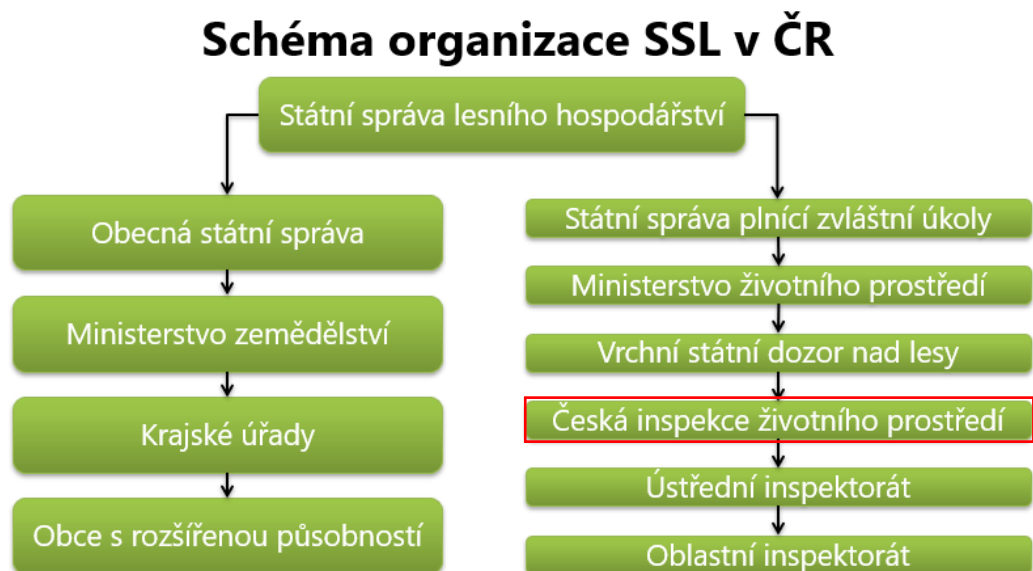 Schéma organizace SSL v ČR
Státní správa lesního hospodářství
Obecná státní správa
Ministerstvo zemědělství
Krajské úřady
Obce s rozšířenou působností
Státní správa plnící zvláštní úkoly
Ministerstvo životního prostředí
Vrchní státní dozor nad lesy
Česká inspekce životního prostředí
Ústřední inspektorát
Oblastní inspektorát